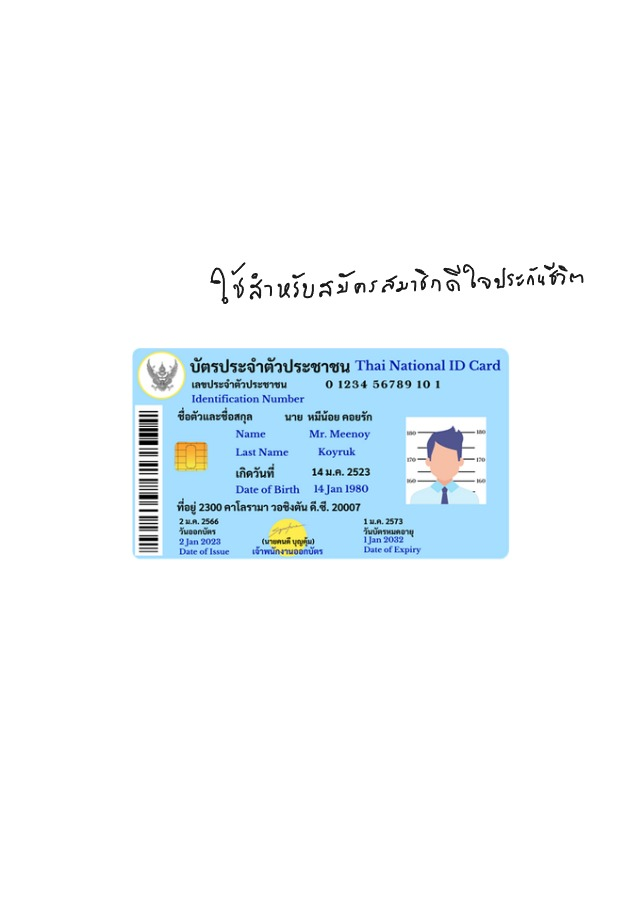 ใช้สำหรับสมัครสมาชิกดีใจประกันชีวิต
บัตรประจำตัวประชาชน Thai National ID Card
เลขประจำตัวประชาชน 0 1234 56789 10 1
Identification Number
ชื่อตัวและชื่อสกุล นาย หมีน้อย คอยรัก
Name Mr. Meenoy
Last Name Koyruk
เกิดวันที่ 14 ม.ค. 2523
Date of Birth 14 Jan 1980
ที่อยู่ 2300 คาโลรามา วอชิงตัน ดี.ซี. 20007
180 180
170 170
160 160
2 ม.ค. 2566 1 ม.ค. 2573
วันออกบัตร วันบัตรหมดอายุ
2 Jan 2023 (นายคนดี บุญคุ้ม) 1 Jan 2032
Date of Issue เจ้าพนักงานออกบัตร Date of Expiry